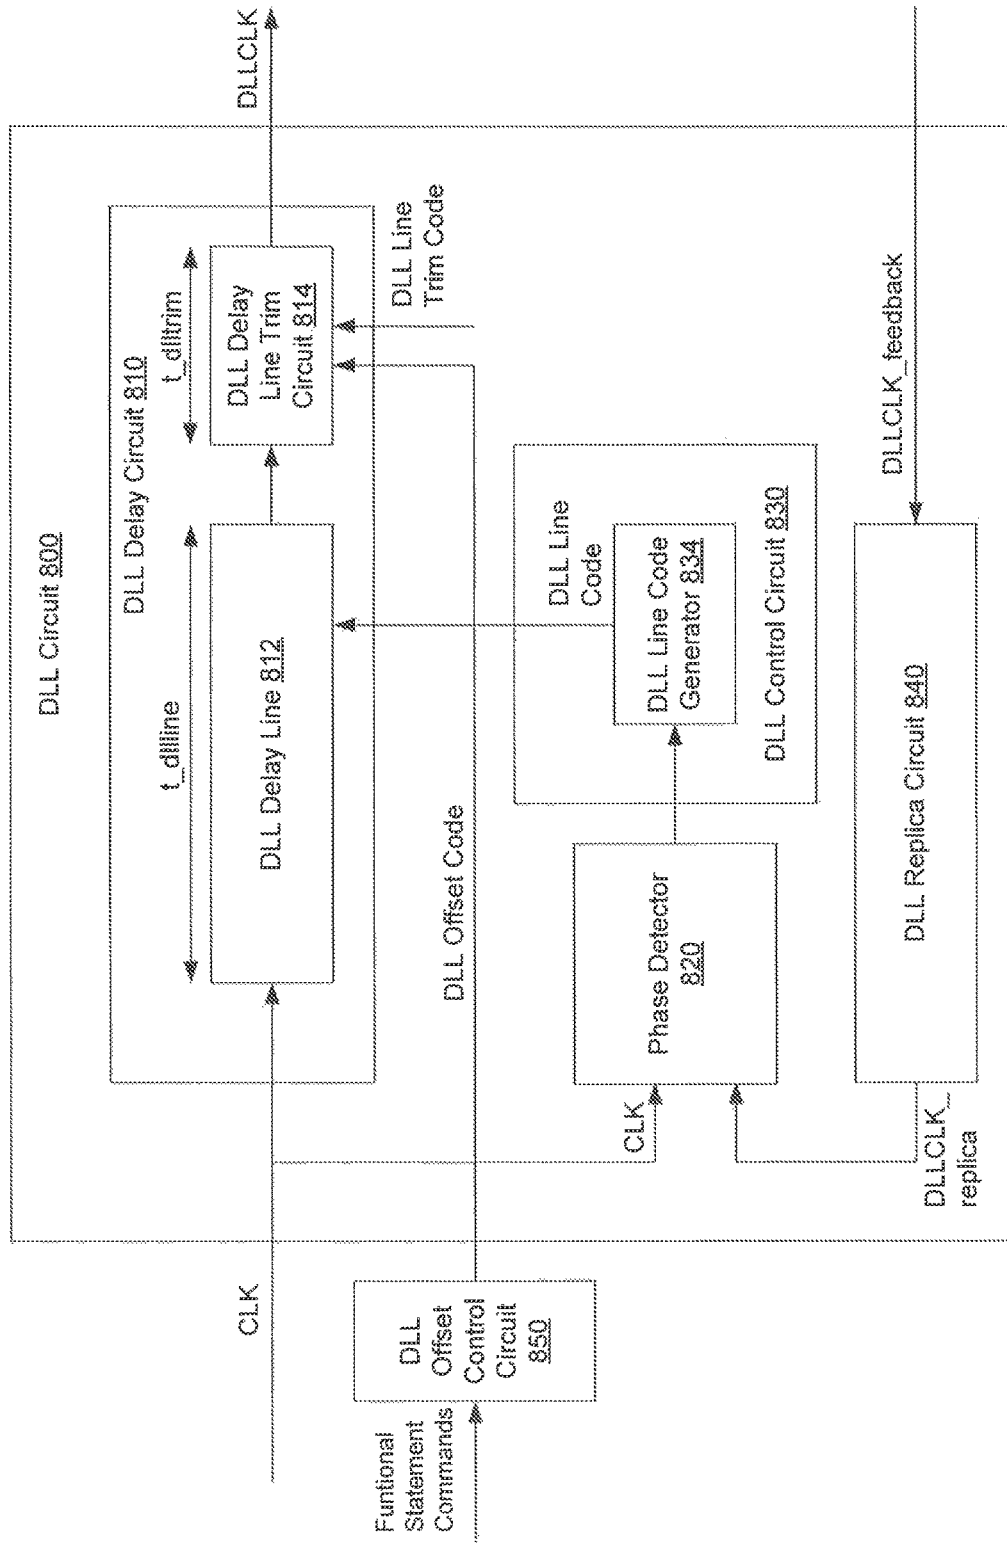 DLL Circuit 800
DLL Delay Circuit 810
t_dllline
t_dlltrim
DLL Delay Line 812
DLL Delay
Line Trim
Circuit 814
CLK
DLLCLK
DLL Line
Trim Code
DLL Offset Code
Funtional
Statement
Commands
DLL
Offset
Control
Circuit
850
DLL Line
Code
CLK
Phase Detector
820
DLL Line Code
Generator 834
DLL Control Circuit 830
DLLCLK_
replica
DLL Replica Circuit 840
DLLCLK_feedback